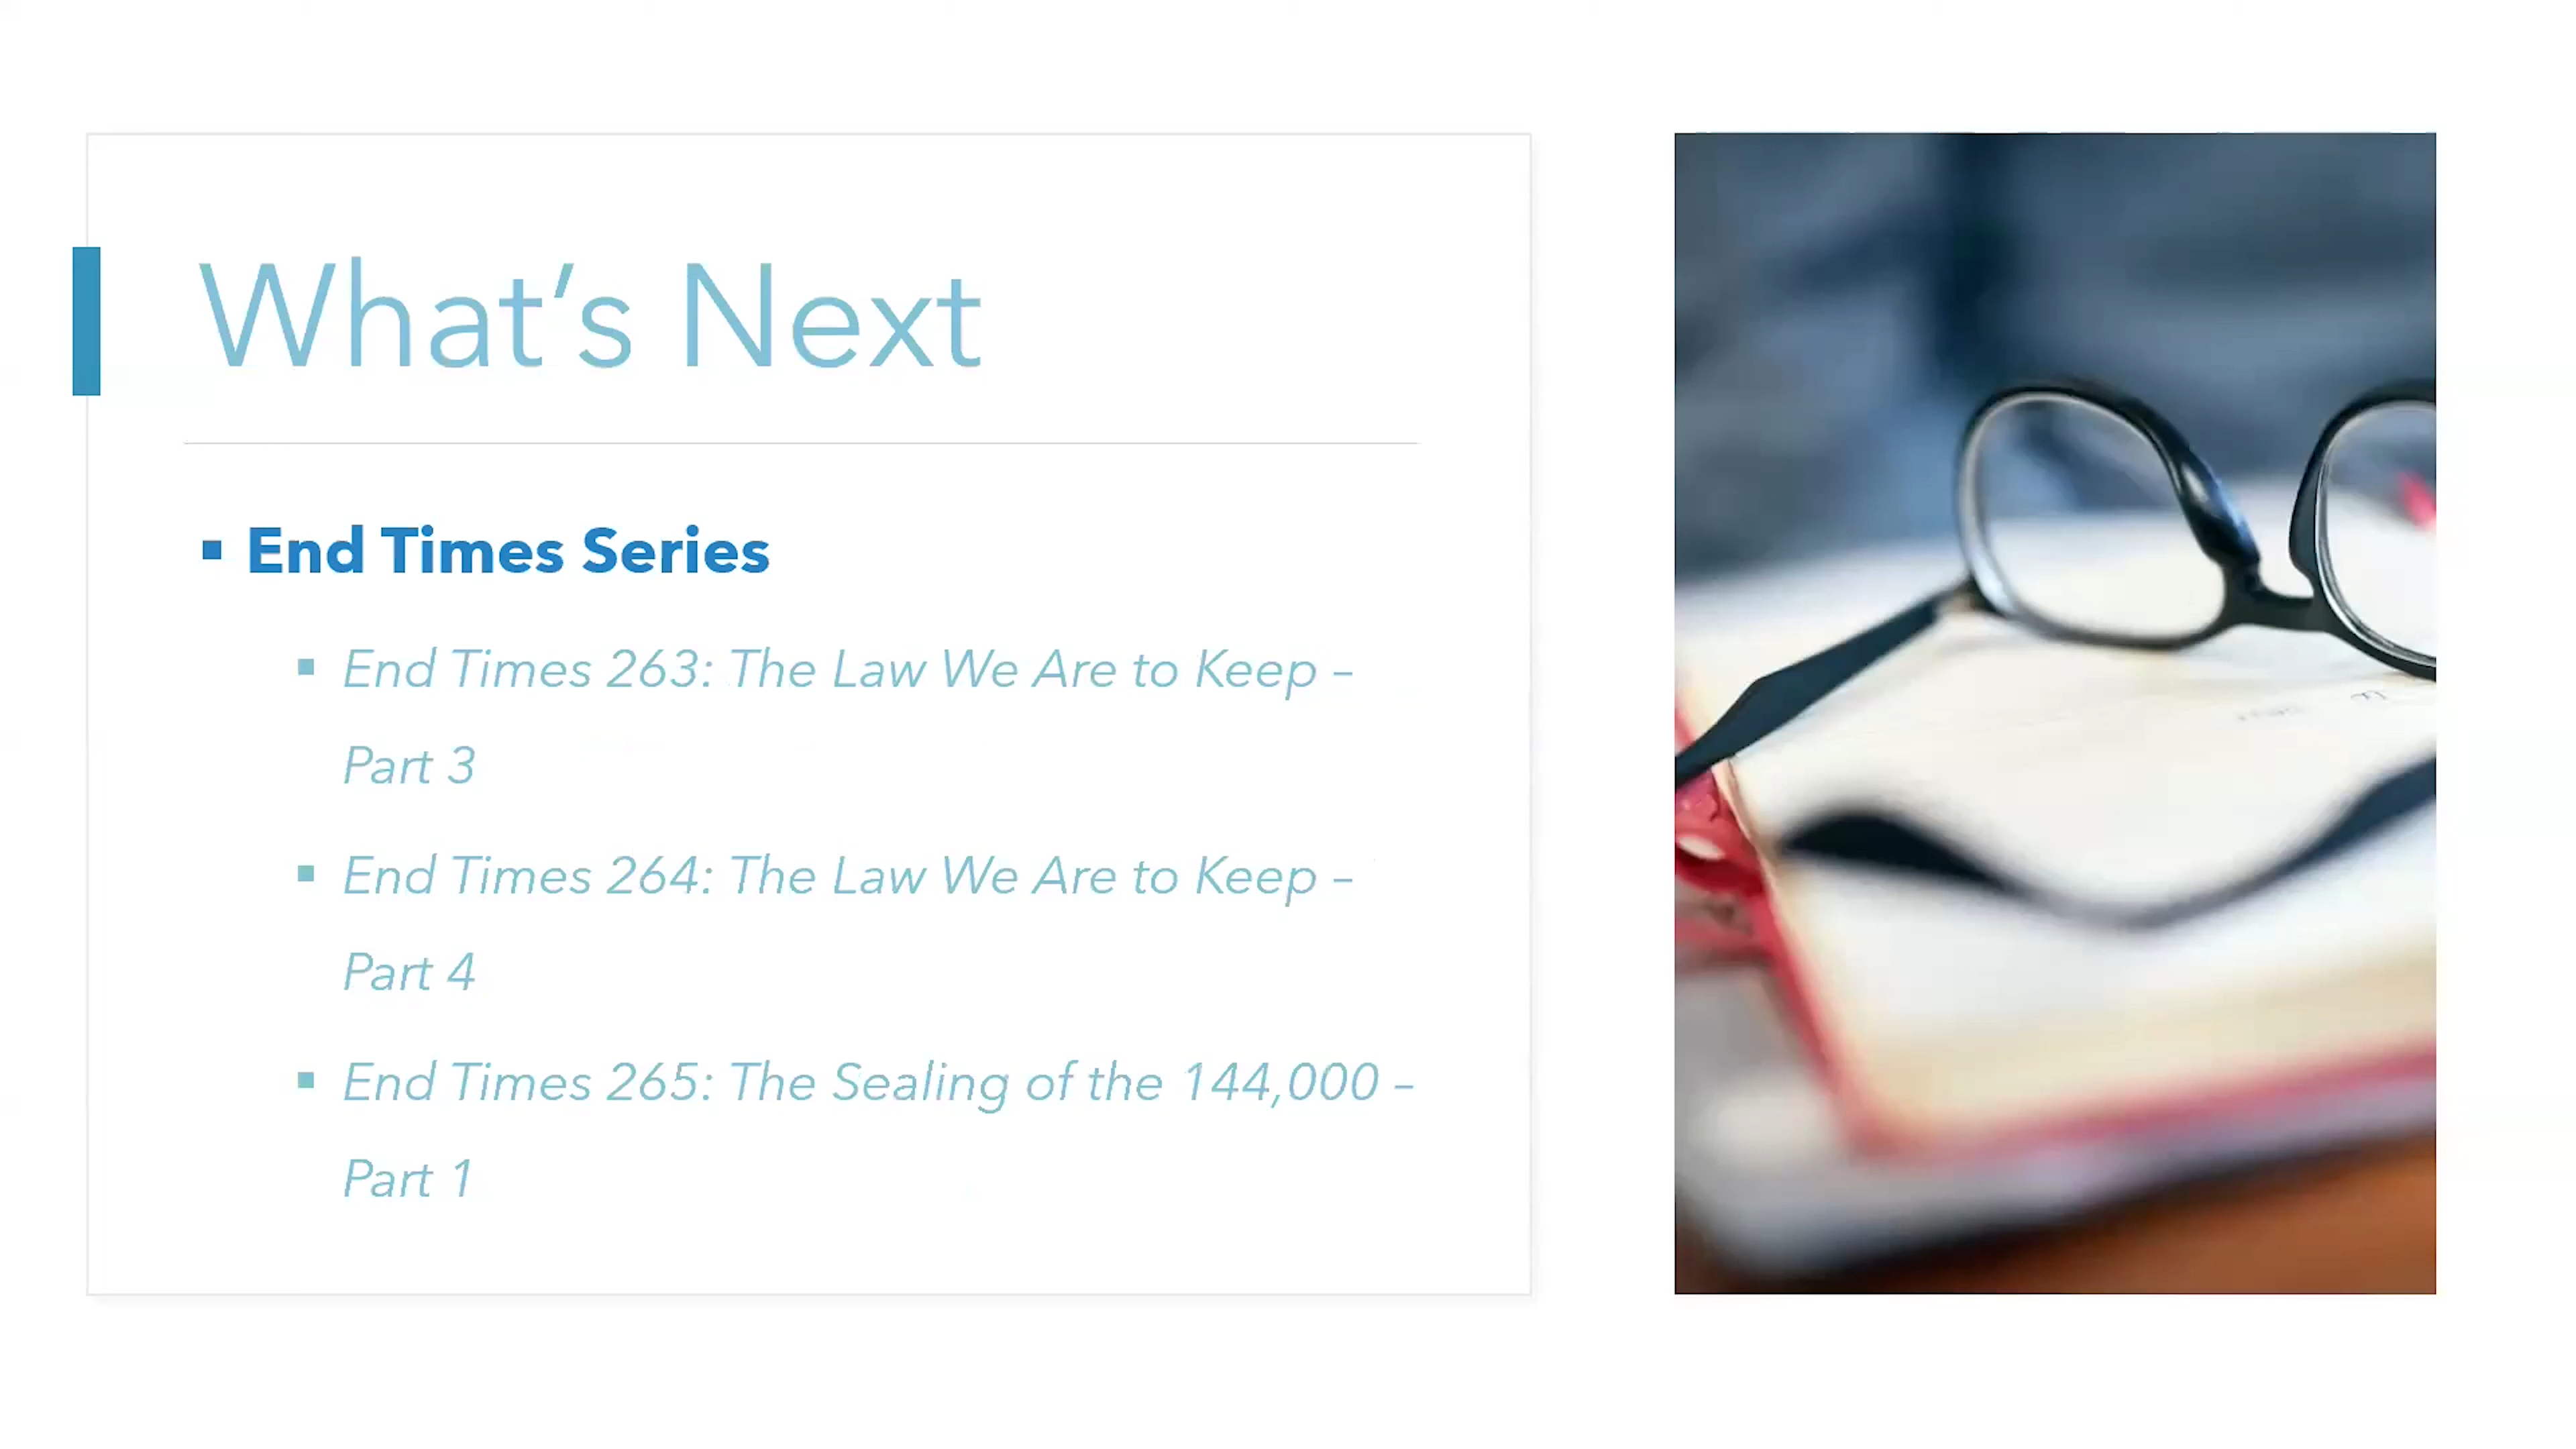 What's Next
End Times Series
End Times 263: The Law We Are to Keep –
Part 3
End Times 264: The Law We Are to Keep –
Part 4
End Times 265: The Sealing of the 144,000 –
Part 1